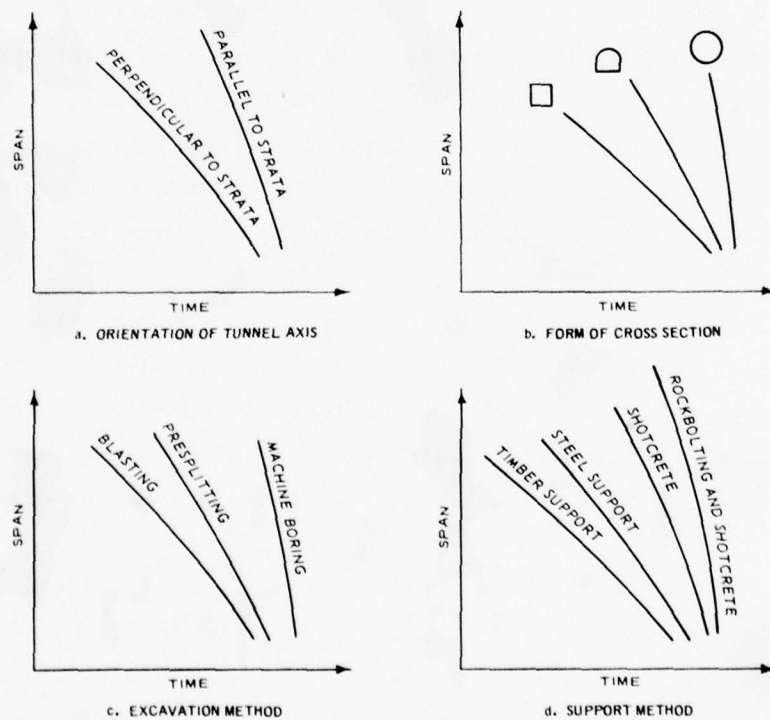 SPAN
PERPENDICULAR TO STRATA
PARALLEL TO STRATA
TIME
a. ORIENTATION OF TUNNEL AXIS
SPAN
TIME
b. FORM OF CROSS SECTION
SPAN
BLASTING
PRESPLITTING
MACHINE BORING
TIME
c. EXCAVATION METHOD
SPAN
TIMBER SUPPORT
STEEL SUPPORT
SHOTCRETE
ROCKBOLTING AND SHOTCRETE
TIME
d. SUPPORT METHOD